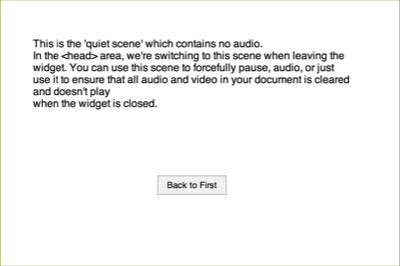 This is the 'quiet scene' which contains no audio.
In the <head> area, we're switching to this scene when leaving the
widget. You can use this scene to forcefully pause, audio, or just
use it to ensure that all audio and video in your document is cleared
and doesn't play
when the widget is closed.
Back to First